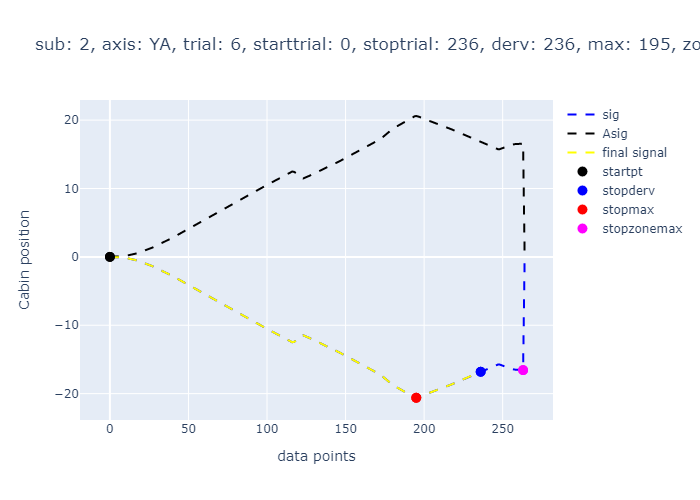 sub: 2, axis: YA, trial: 6, starttrial: 0, stoptrial: 236, derv: 236, max: 195, zo
sig
Asig
final signal
startpt
stopderv
stopmax
stopzonemax
20
10
0
−10
−20
Cabin position
0
50
100
150
200
250
data points